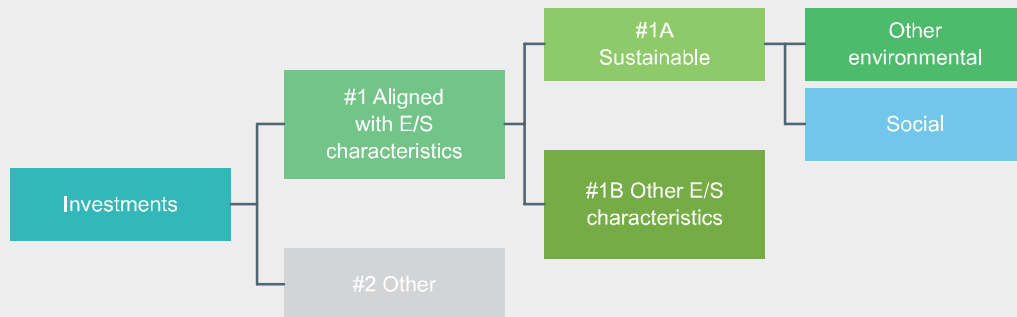 #1A
Sustainable
Other
environmental
#1 Aligned
with E/S
characteristics
Social
#1B Other E/S
characteristics
Investments
#2 Other